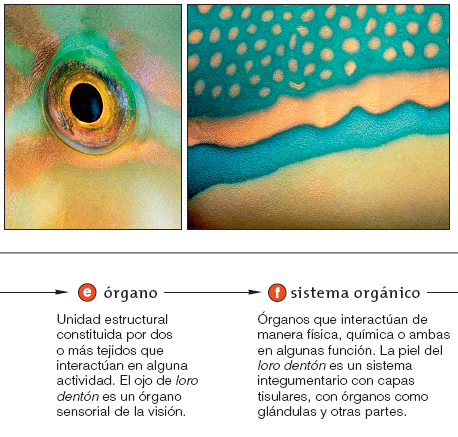 e órgano
Unidad estructural
constituida por dos
o más tejidos que
interactúan en alguna
actividad. El ojo de loro
dentón es un órgano
sensorial de la visión.
f sistema orgánico
Órganos que interactúan de
manera física, química o ambas
en algunas función. La piel del
loro dentón es un sistema
integumentario con capas
tisulares, con órganos como
glándulas y otras partes.